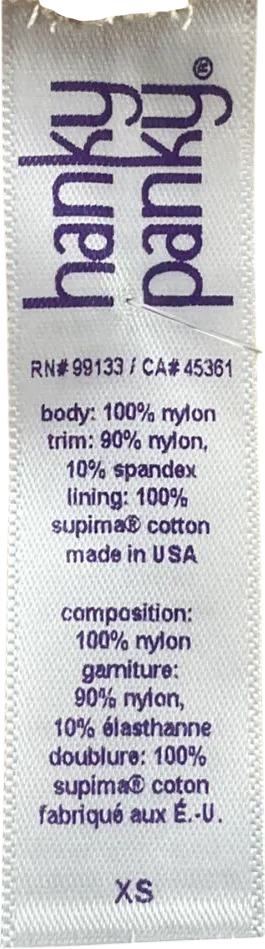 hanky
panky®
RN# 99133 / CA# 45361
body: 100% nylon
trim: 90% nylon,
10% spandex
lining: 100%
supima® cotton
made in USA
composition:
100% nylon
garniture:
90% nylon,
10% élasthanne
doublure: 100%
supima® coton
fabriqué aux É.-U.
XS